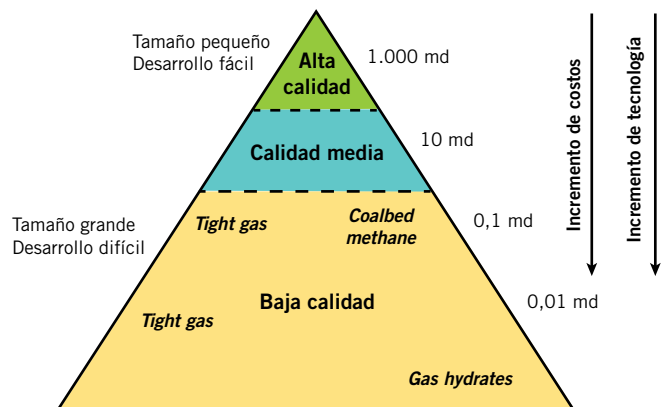 Tamaño pequeño
Desarrollo fácil
Alta
calidad
1.000 md
Calidad media
10 md
Tamaño grande
Desarrollo difícil
Tight gas
Coalbed
methane
0,1 md
Baja calidad
0,01 md
Tight gas
Gas hydrates
Incremento de costos
Incremento de tecnología